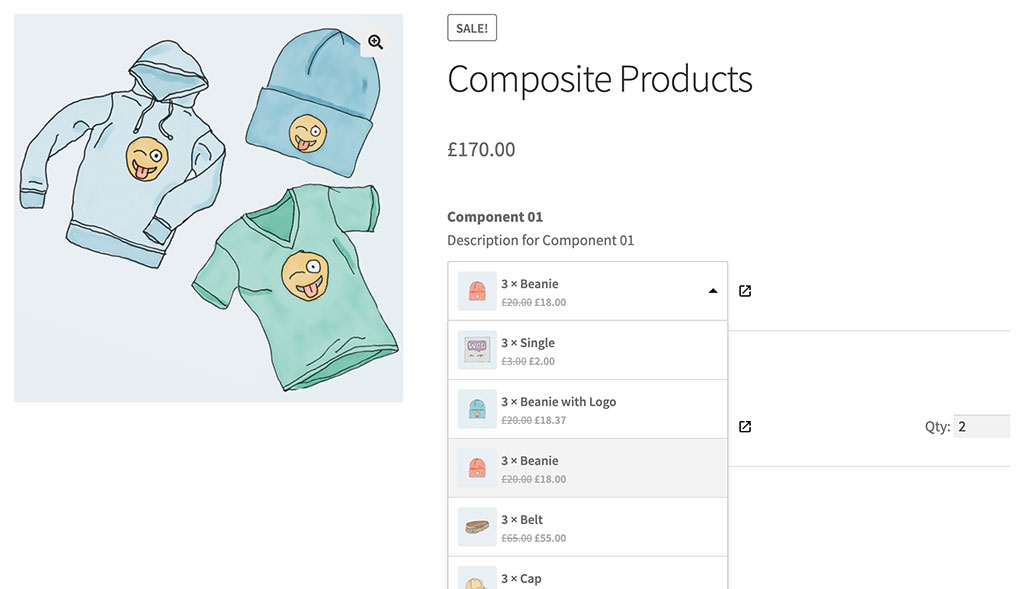 SALE!
Composite Products
£170.00
Component 01
Description for Component 01
3 × Beanie
£20.00 £18.00
3 × Single
£3.00 £2.00
3 × Beanie with Logo
£20.00 £18.37
Qty: 2
3 × Beanie
£20.00 £18.00
3 × Belt
£65.00 £55.00
3 × Cap
WOO